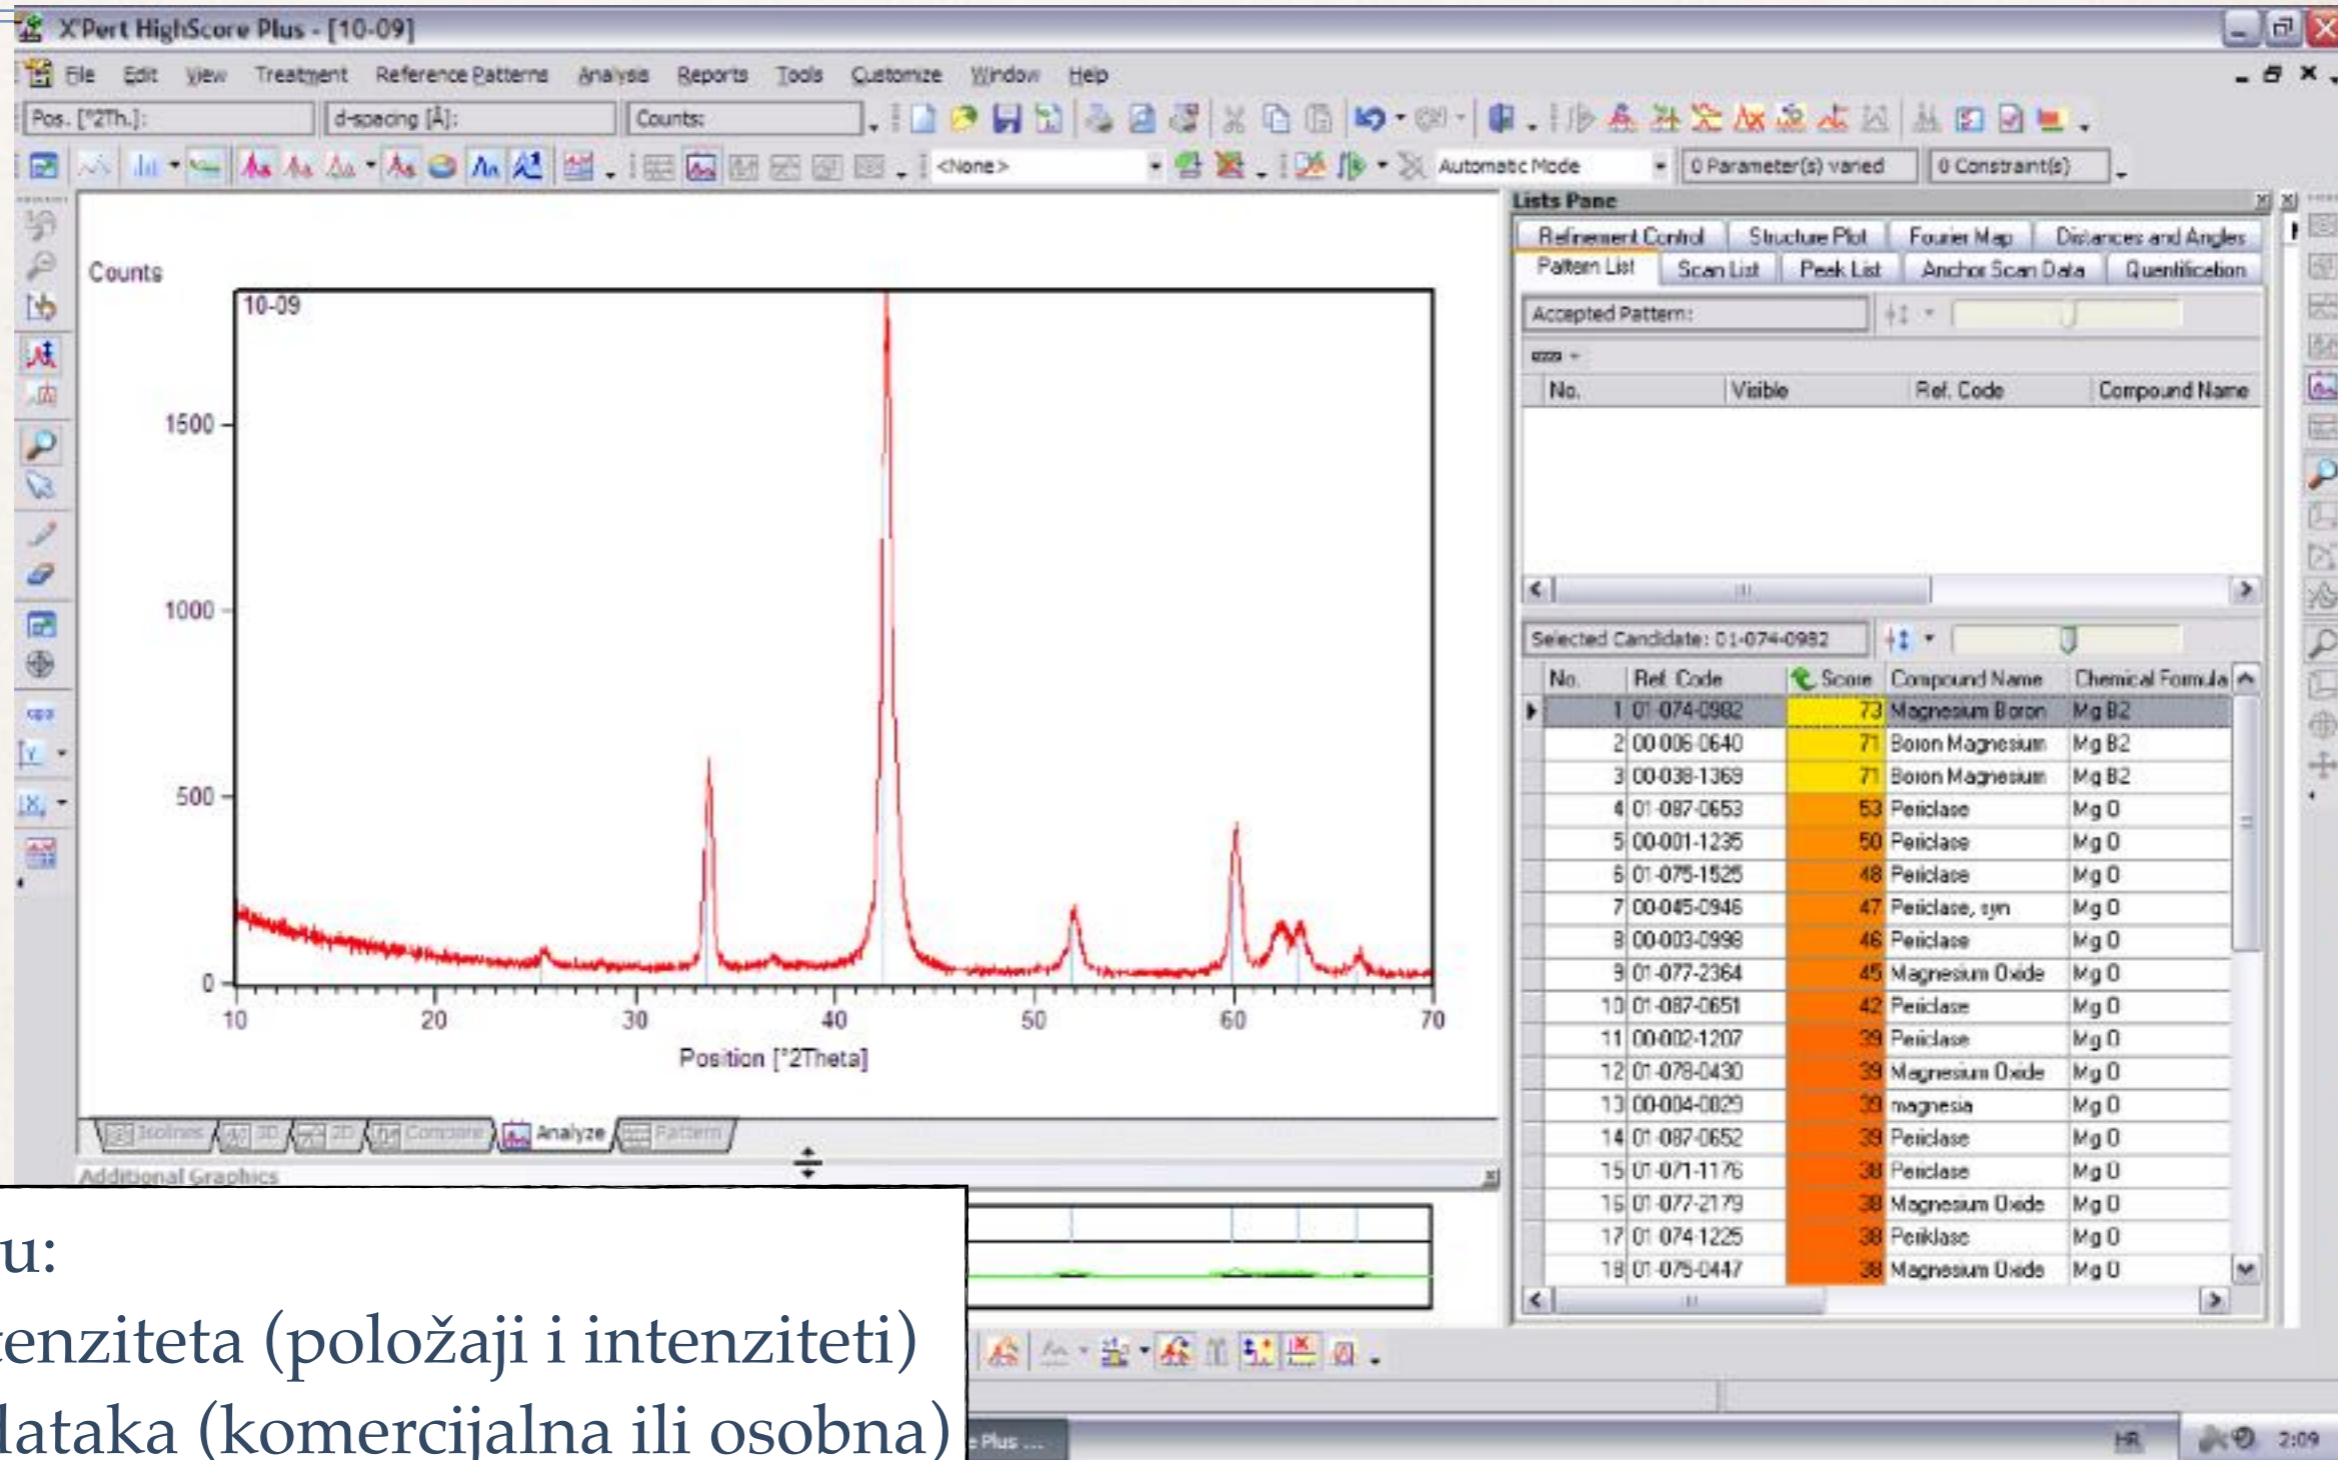 X'Pert HighScore Plus - [10-09]
File Edit View Treatment Reference Patterns Analysis Reports Tools Customize Window Help
Pos. [°2Th.]: d-spacing [Å]: Counts:
<None> Automatic Mode 0 Parameter(s) varied 0 Constraint(s)
Lists Pane
Refinement Control Structure Plot Fourier Map Distances and Angles
Pattern List Scan List Peak List Anchor Scan Data Quantification
Accepted Pattern:
No. Visible Ref. Code Compound Name
Counts
10-09
1500
1000
500
0
10 20 30 40 50 60 70
Position [°2Theta]
Isolines 3D 2D Compare Analyze Pattern
Additional Graphics
Selected Candidate: 01-074-0982
No. Ref. Code Score Compound Name Chemical Formula
1 01-074-0982 73 Magnesium Boron Mg B2
2 00-006-0640 71 Boron Magnesium Mg B2
3 00-038-1369 71 Boron Magnesium Mg B2
4 01-087-0653 53 Periclase Mg O
5 00-001-1235 50 Periclase Mg O
6 01-075-1525 48 Periclase Mg O
7 00-045-0946 47 Periclase, syn Mg O
8 00-003-0998 46 Periclase Mg O
9 01-077-2364 45 Magnesium Oxide Mg O
10 01-087-0651 42 Periclase Mg O
11 00-002-1207 39 Periclase Mg O
12 01-078-0430 39 Magnesium Oxide Mg O
13 00-004-0829 39 magnesia Mg O
14 01-087-0652 39 Periclase Mg O
15 01-071-1176 38 Periclase Mg O
16 01-077-2179 38 Magnesium Oxide Mg O
17 01-074-1225 38 Periklase Mg O
18 01-075-0447 38 Magnesium Oxide Mg O
u:
tenziteta (položaji i intenziteti)
dataka (komercijalna ili osobna)
Plus ...
HR 2:09